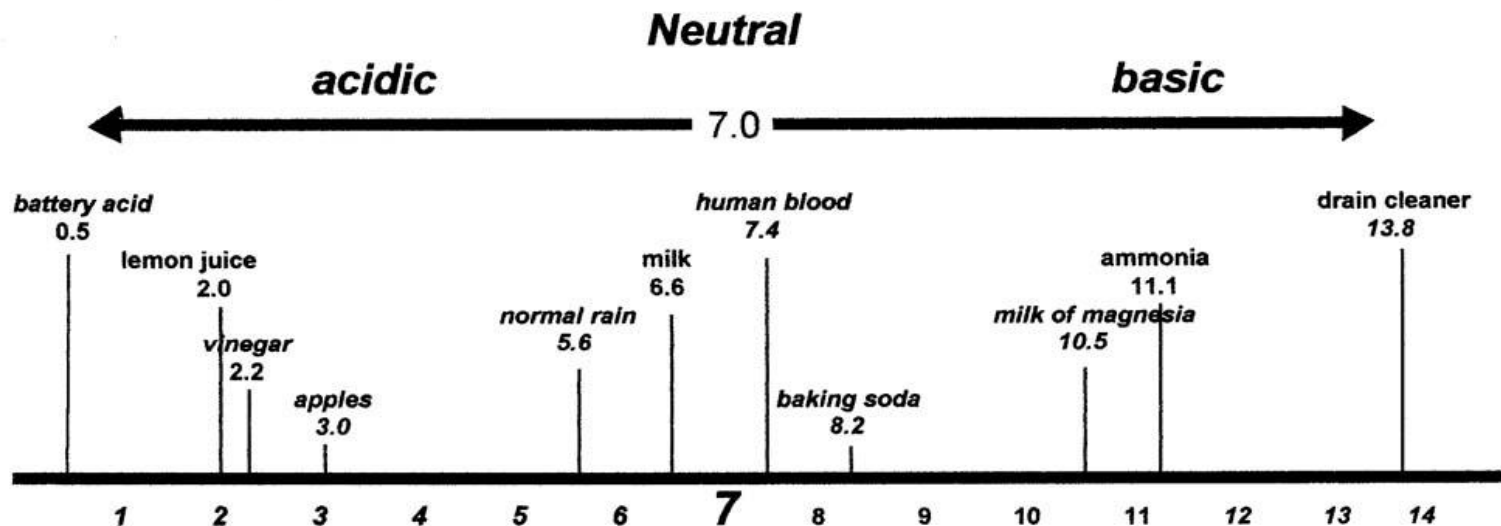 Neutral
acidic
basic
7.0
battery acid
0.5
lemon juice
2.0
vinegar
2.2
apples
3.0
normal rain
5.6
milk
6.6
human blood
7.4
baking soda
8.2
milk of magnesia
10.5
ammonia
11.1
drain cleaner
13.8
1 2 3 4 5 6 7 8 9 10 11 12 13 14